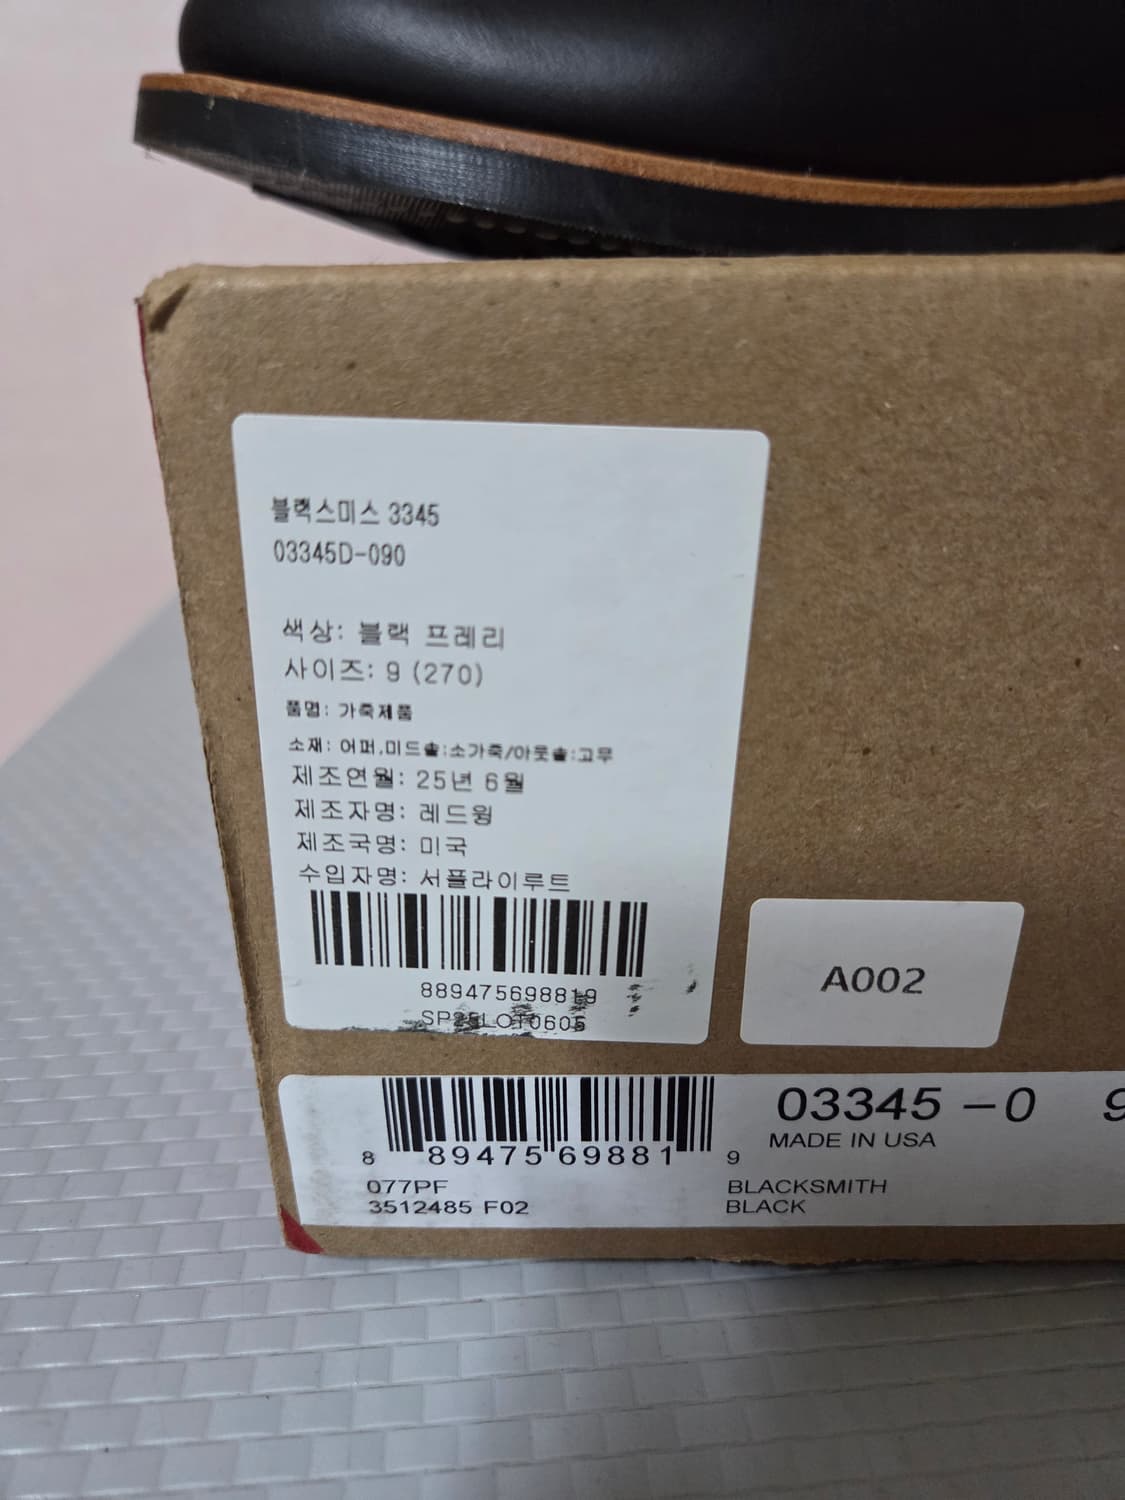 블랙스미스 3345
03345D-090
색상: 블랙 프레리
사이즈: 9 (270)
품명: 가죽제품
소재: 어퍼,미드솔:소가죽/아웃솔:고무
제조연월: 25년 6월
제조자명: 레드윙
제조국명: 미국
수입자명: 서플라이루트
889475698819
SP25LOT0605
A002
8 89475 69881 9
03345 -0 9
MADE IN USA
077PF
3512485 F02
BLACKSMITH
BLACK